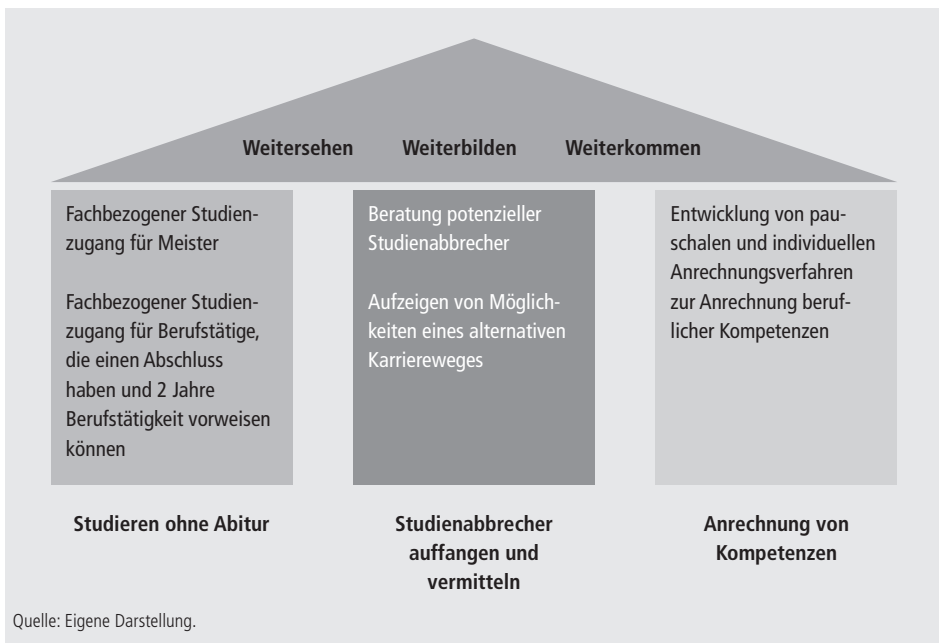 Weitersehen Weiterbilden Weiterkommen
Fachbezogener Studien-
zugang für Meister
Fachbezogener Studien-
zugang für Berufstätige,
die einen Abschluss
haben und 2 Jahre
Berufstätigkeit vorweisen
können
Studieren ohne Abitur
Beratung potenzieller
Studienabbrecher
Aufzeigen von Möglich-
keiten eines alternativen
Karriereweges
Studienabbrecher
auffangen und
vermitteln
Entwicklung von pau-
schalen und individuellen
Anrechnungsverfahren
zur Anrechnung beruf-
licher Kompetenzen
Anrechnung von
Kompetenzen
Quelle: Eigene Darstellung.